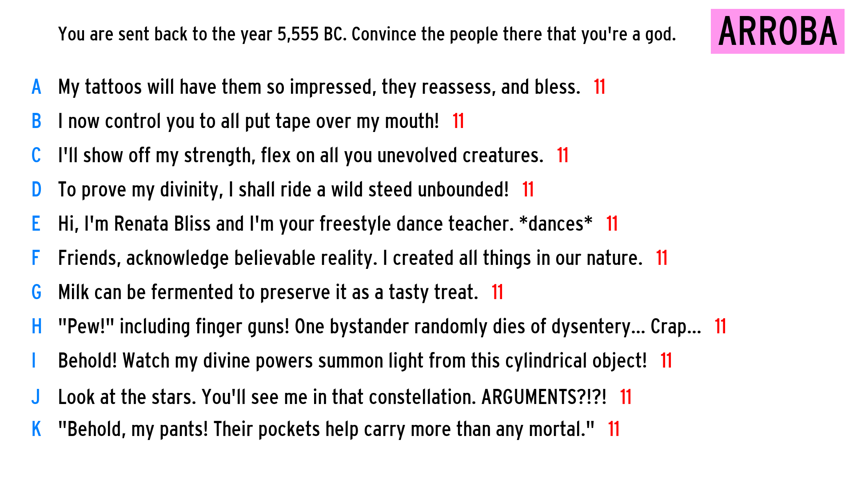 You are sent back to the year 5,555 BC. Convince the people there that you're a god.
ARROBA
A My tattoos will have them so impressed, they reassess, and bless. 11
B I now control you to all put tape over my mouth! 11
C I'll show off my strength, flex on all you unevolved creatures. 11
D To prove my divinity, I shall ride a wild steed unbounded! 11
E Hi, I'm Renata Bliss and I'm your freestyle dance teacher. *dances* 11
F Friends, acknowledge believable reality. I created all things in our nature. 11
G Milk can be fermented to preserve it as a tasty treat. 11
H "Pew!" including finger guns! One bystander randomly dies of dysentery... Crap... 11
I Behold! Watch my divine powers summon light from this cylindrical object! 11
J Look at the stars. You'll see me in that constellation. ARGUMENTS?!?! 11
K "Behold, my pants! Their pockets help carry more than any mortal." 11